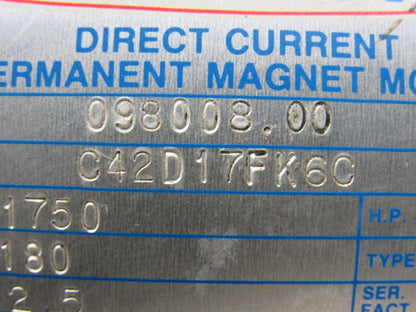 DIRECT CURRENT
ERMANENT MAGNET MO
098008.00
C42D17FK6C
1750 H.P.
180 TYPE
2.5 SER.
FACT